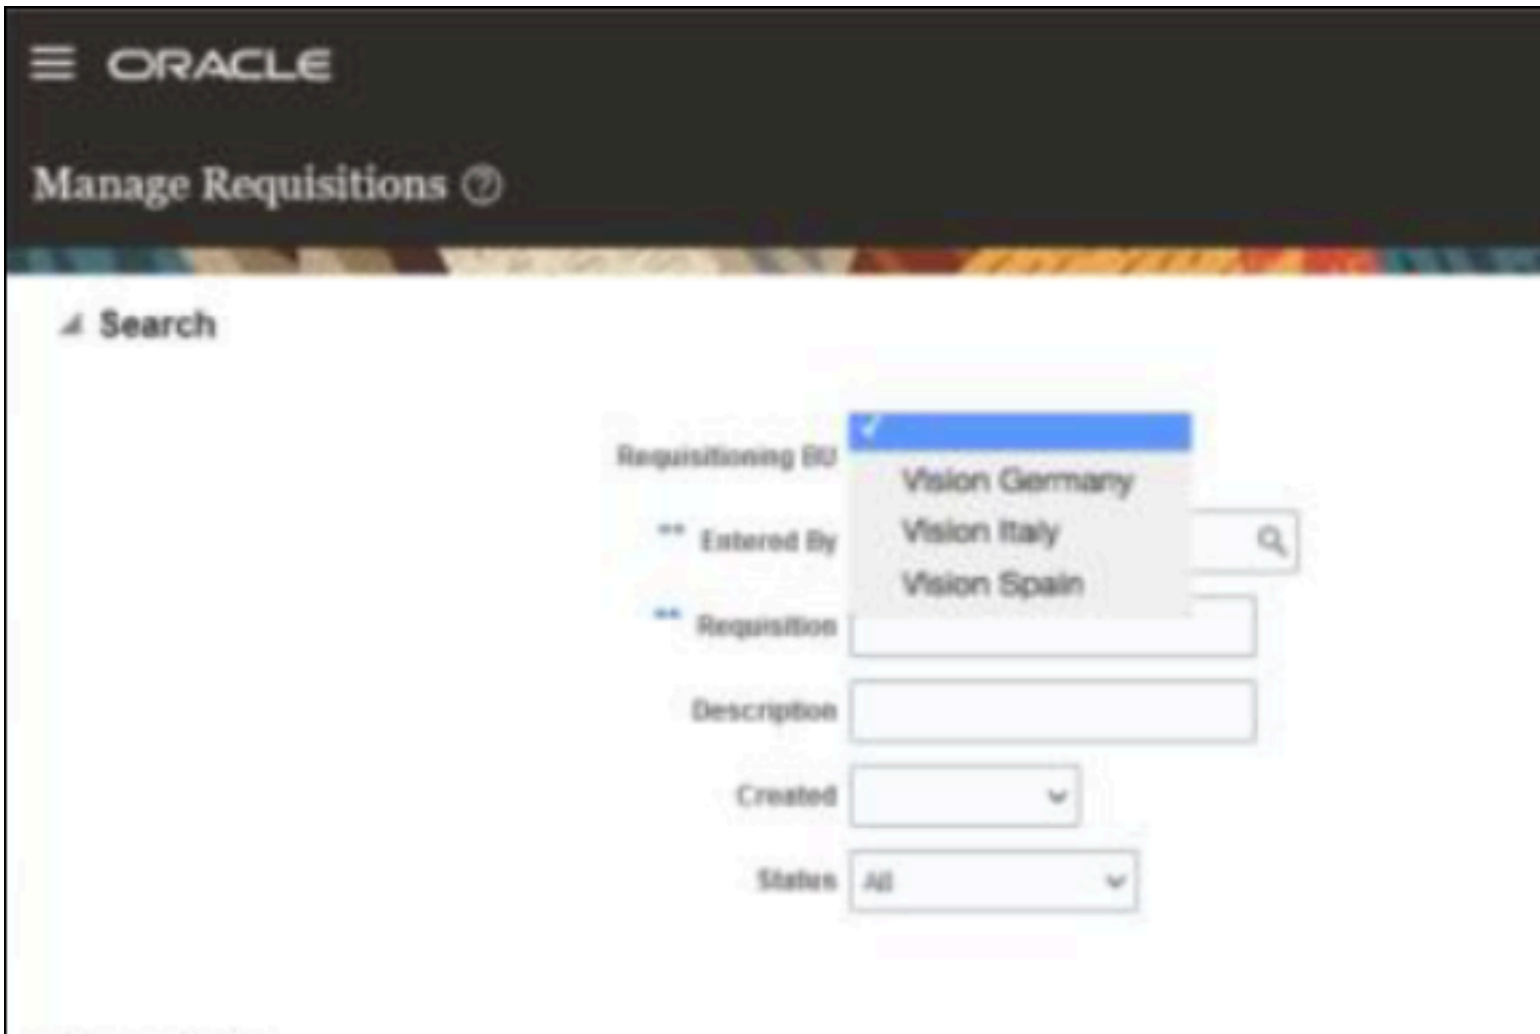 ORACLE
Manage Requisitions ?
Search
Requisitioning BU
Vision Germany
** Entered By
Vision Italy
Vision Spain
** Requisition
Description
Created
Status All